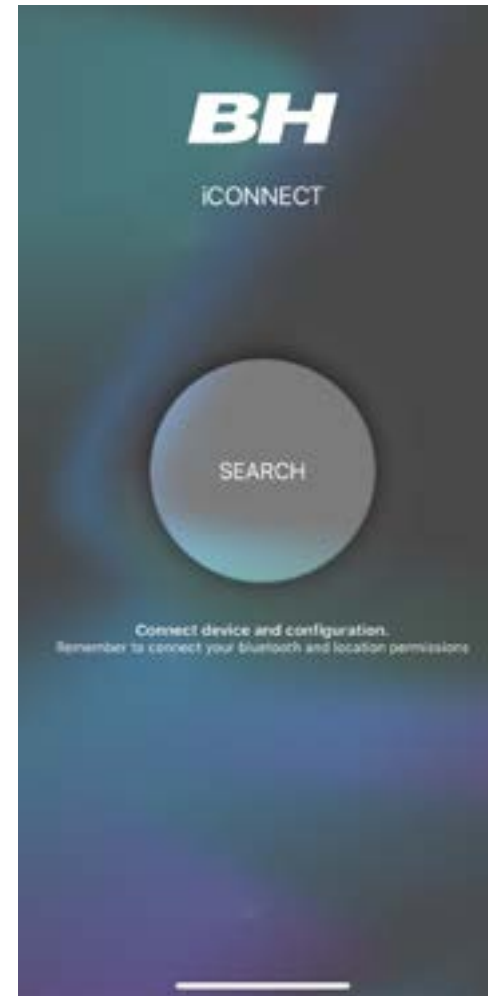 BH
iCONNECT
SEARCH
Connect device and configuration.
Remember to connect your bluetooth and location permissions